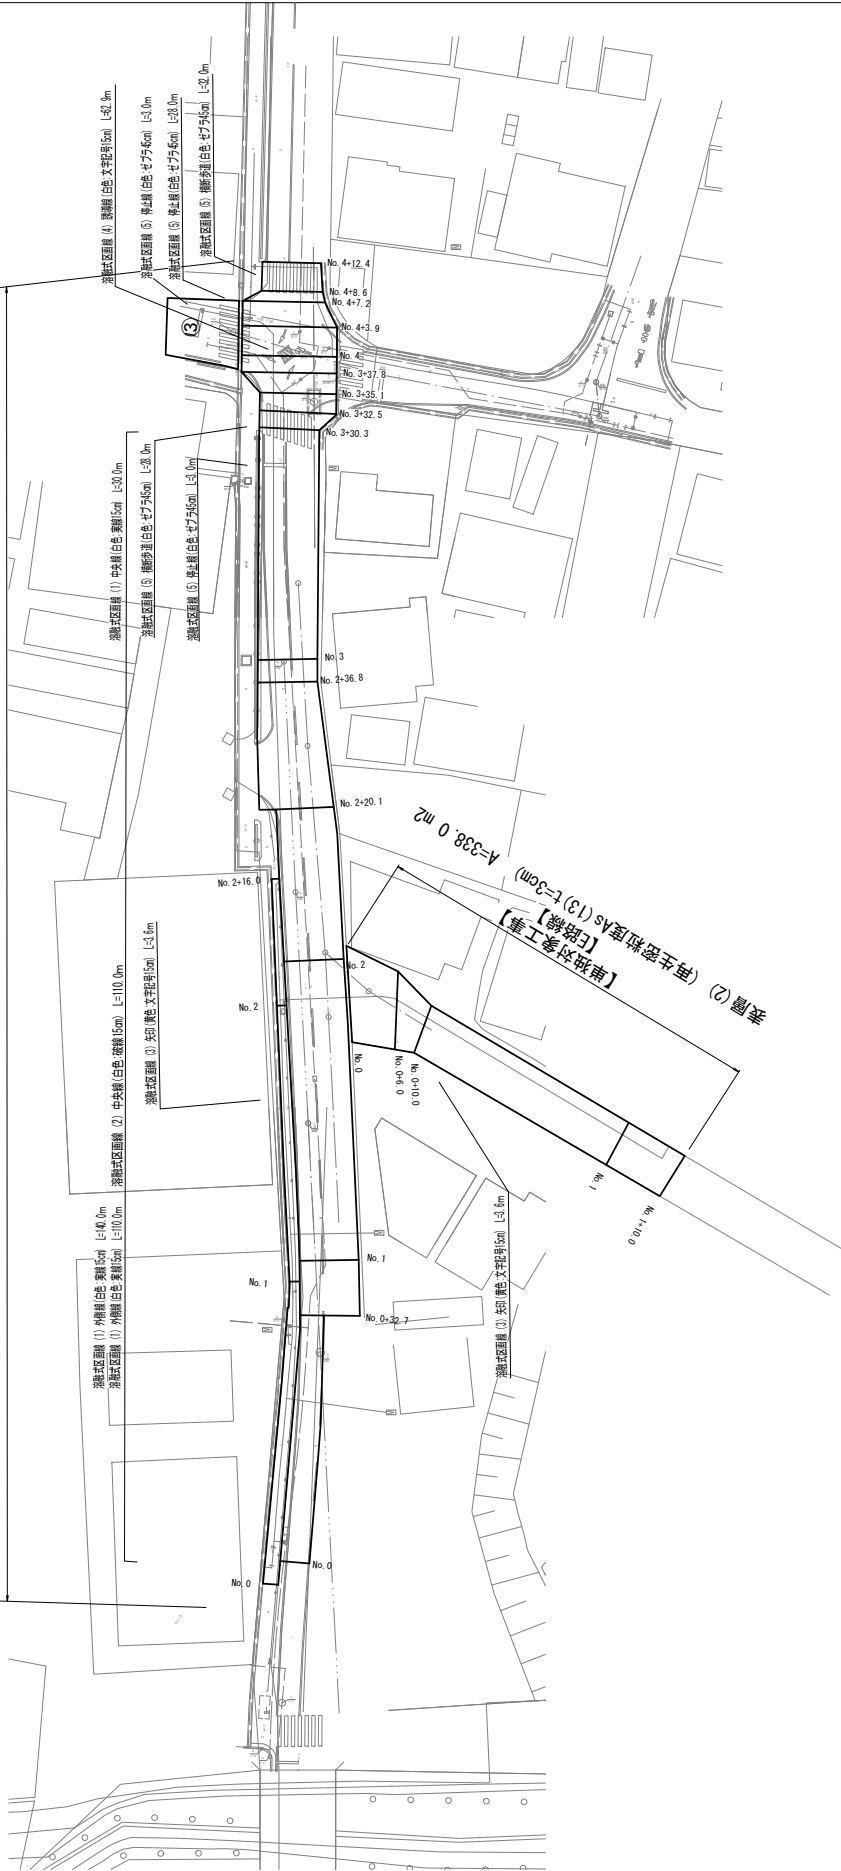 溶融式区画線 (4) 誘導線(白色:文字記号15cm) L=62.9m
溶融式区画線 (5) 停止線(白色:ゼブラ45cm) L=3.0m
溶融式区画線 (5) 停止線(白色:ゼブラ45cm) L=28.0m
溶融式区画線 (5) 横断歩道(白色:ゼブラ45cm) L=32.0m
③
No. 4+12.4
No. 4+8.6
No. 4+7.2
No. 4+3.9
No. 4
No. 3+37.8
No. 3+35.1
No. 3+32.5
No. 3+30.3
溶融式区画線 (1) 中央線(白色:実線15cm) L=30.0m
溶融式区画線 (5) 横断歩道(白色:ゼブラ45cm) L=28.0m
溶融式区画線 (5) 停止線(白色:ゼブラ45cm) L=3.0m
No. 3
No. 2+36.8
No. 2+20.1
No. 2+16.0
No. 2
No. 2
【単独対象工事】
【E路線】
表層(2) (再生密粒度As(13)t=3cm)
A=338.0 m2
溶融式区画線 (2) 中央線(白色:破線15cm) L=110.0m
溶融式区画線 (3) 矢印(黄色:文字記号15cm) L=3.6m
No. 0
No. 0+6.0
No. 0+10.0
No. 1
No. 1+10.0
溶融式区画線 (3) 矢印(黄色:文字記号15cm) L=3.6m
溶融式区画線 (1) 外側線(白色:実線15cm) L=140.0m
溶融式区画線 (1) 外側線(白色:実線15cm) L=110.0m
No. 1
No. 1
No. 0+32.7
No. 0
No. 0